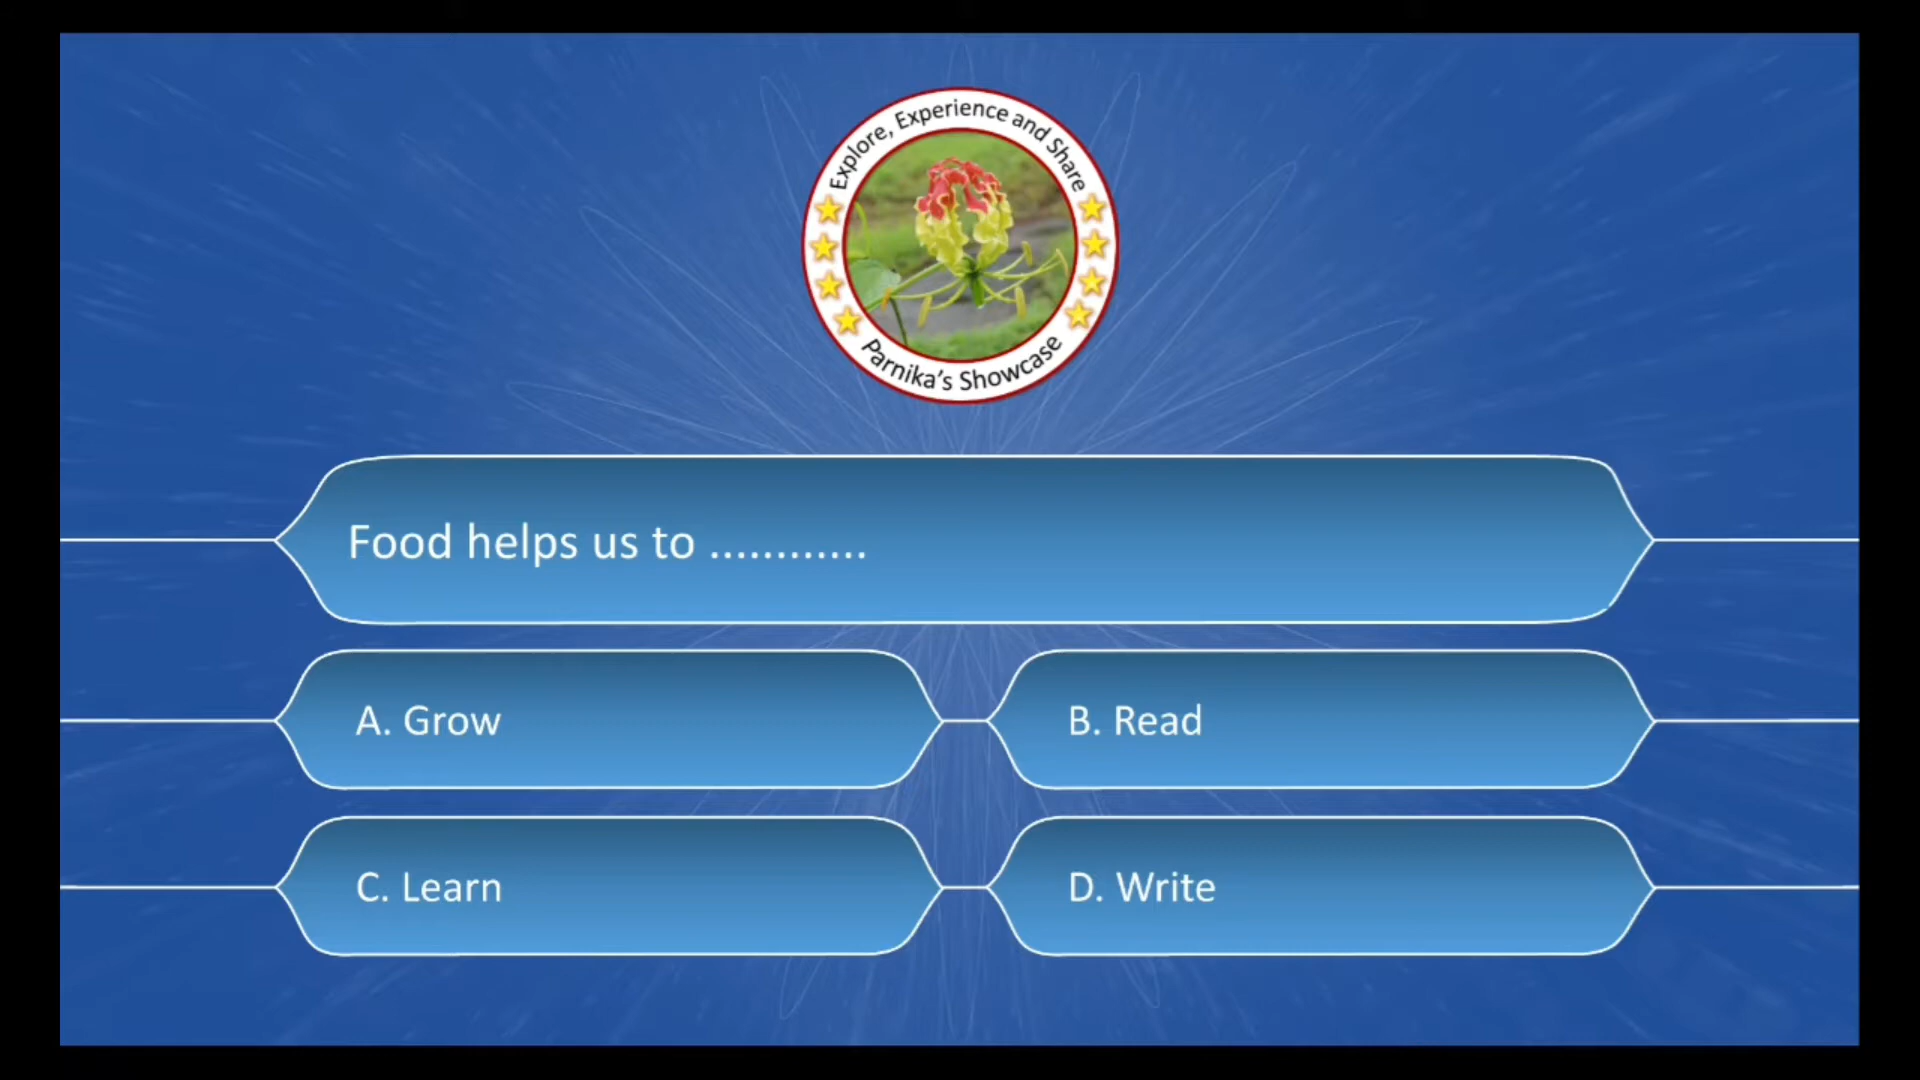 Explore, Experience and Share
Parnika's Showcase
Food helps us to ............
A. Grow
B. Read
C. Learn
D. Write